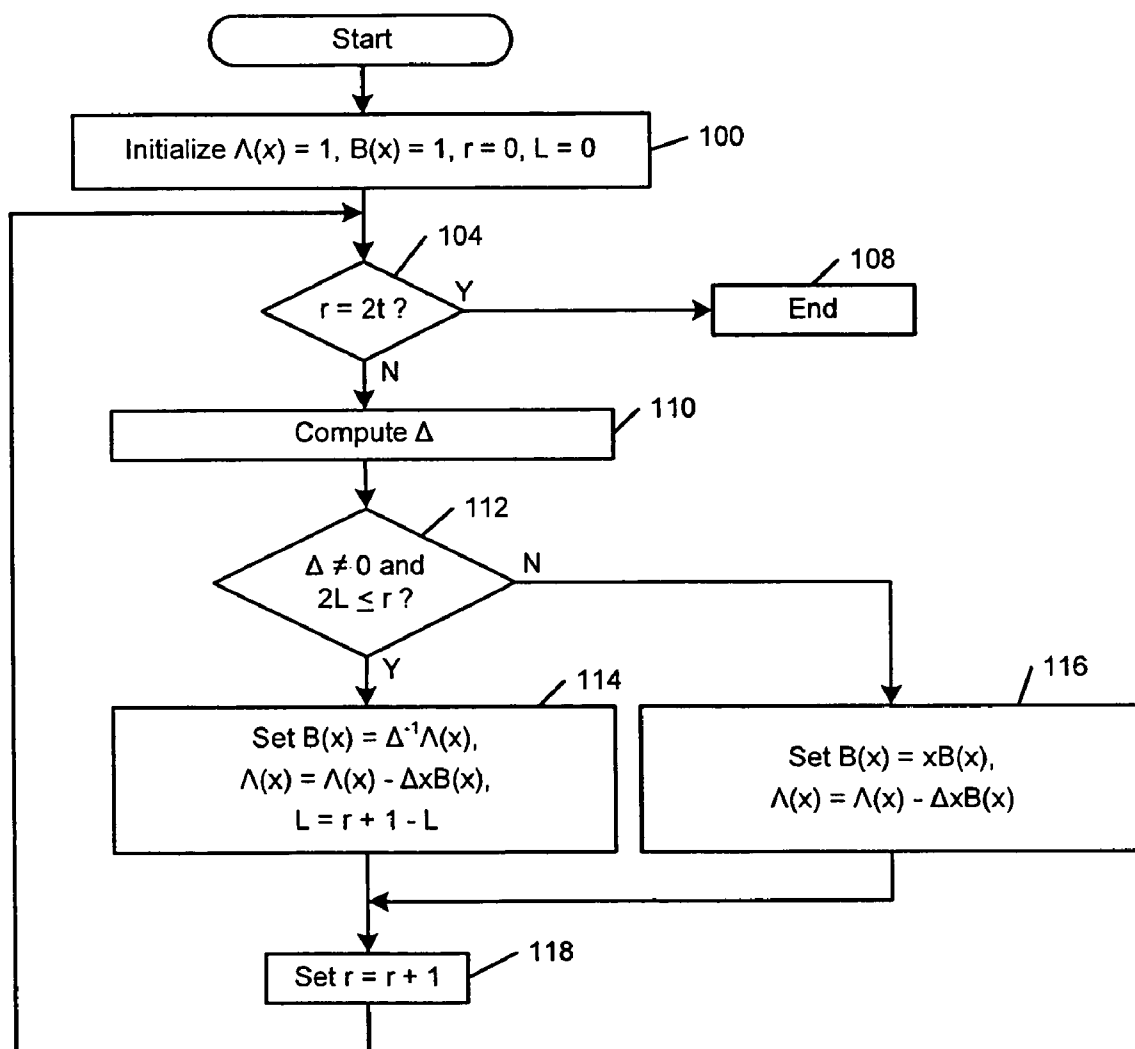 Start
Initialize Λ(x) = 1, B(x) = 1, r = 0, L = 0
100
104
r = 2t ?
Y
108
End
N
110
Compute Δ
112
Δ ≠ 0 and
2L ≤ r ?
N
Y
114
Set B(x) = Δ⁻¹Λ(x),
Λ(x) = Λ(x) - ΔxB(x),
L = r + 1 - L
116
Set B(x) = xB(x),
Λ(x) = Λ(x) - ΔxB(x)
118
Set r = r + 1